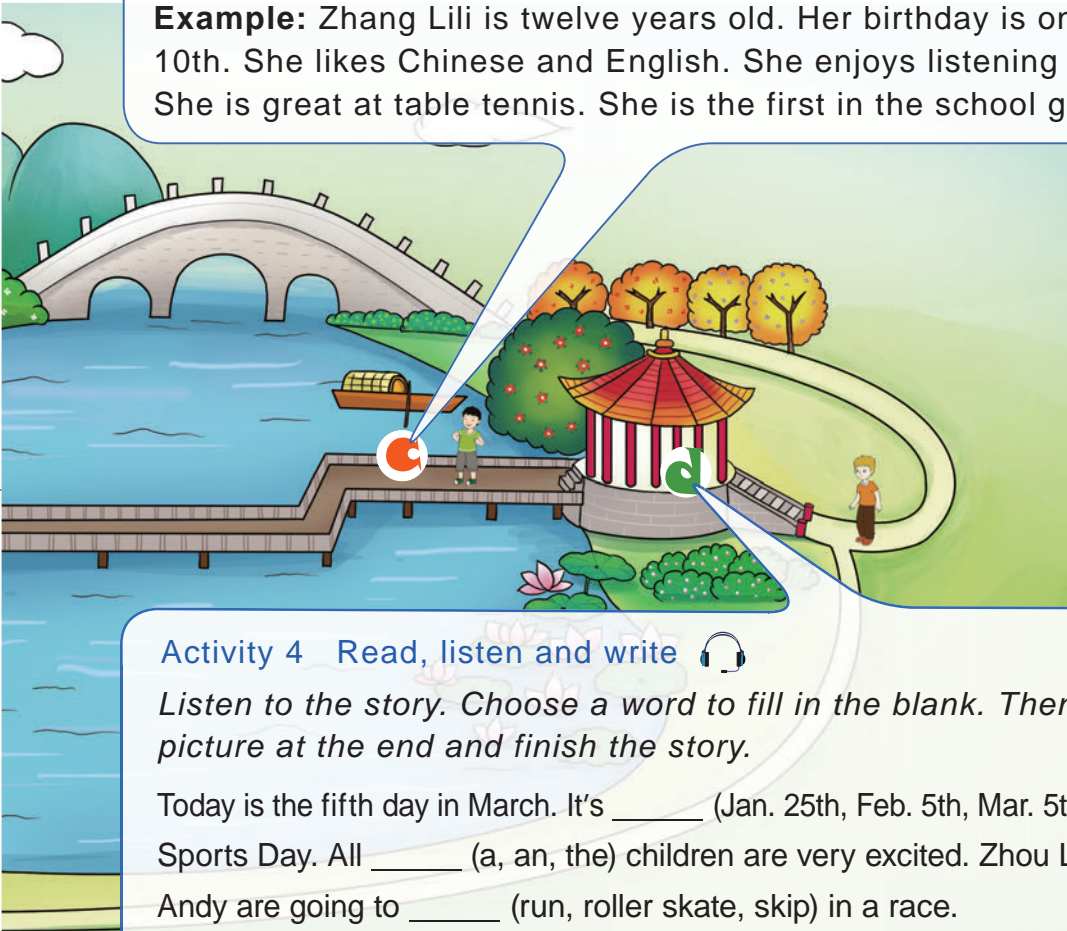 Example: Zhang Lili is twelve years old. Her birthday is
10th. She likes Chinese and English. She enjoys listening
She is great at table tennis. She is the first in the school
c
d
Activity 4 Read, listen and write
Listen to the story. Choose a word to fill in the blank.
picture at the end and finish the story.
Today is the fifth day in March. It's ______ (Jan. 25th, Feb. 5th, Mar.
Sports Day. All ______ (a, an, the) children are very excited. Zhou
Andy are going to ______ (run, roller skate, skip) in a race.